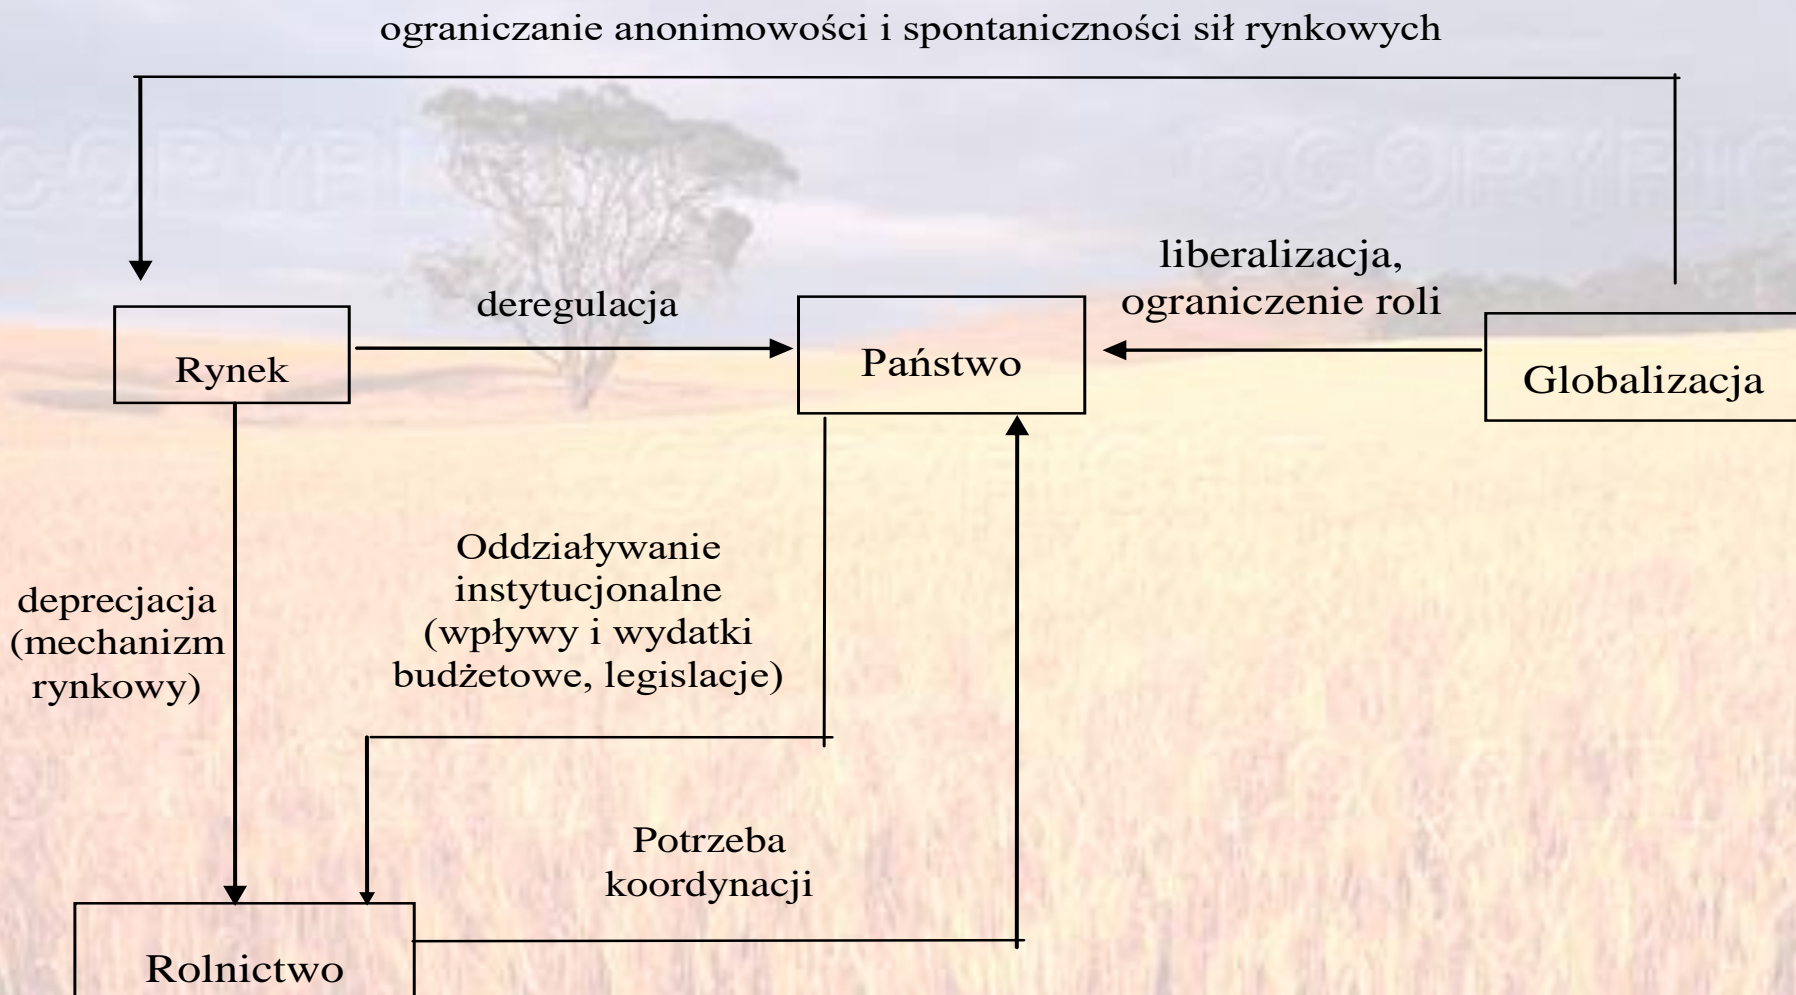 ograniczanie anonimowości i spontaniczności sił rynkowych
liberalizacja,
ograniczenie roli
deregulacja
Rynek
Państwo
Globalizacja
Oddziaływanie
instytucjonalne
(wpływy i wydatki
budżetowe, legislacje)
deprecjacja
(mechanizm
rynkowy)
Potrzeba
koordynacji
Rolnictwo